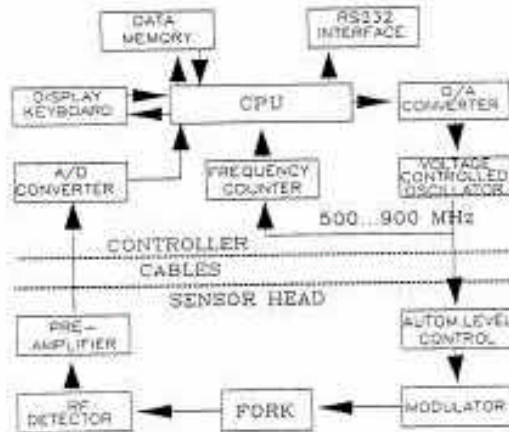 DATA
MEMORY
RS232
INTERFACE
DISPLAY
KEYBOARD
CPU
D/A
CONVERTER
A/D
CONVERTER
FREQUENCY
COUNTER
VOLTAGE
CONTROLLED
OSCILLATOR
500...900 MHz
CONTROLLER
CABLES
SENSOR HEAD
PRE-
AMPLIFIER
AUTOM.LEVEL
CONTROL
RF
DETECTOR
FORK
MODULATOR